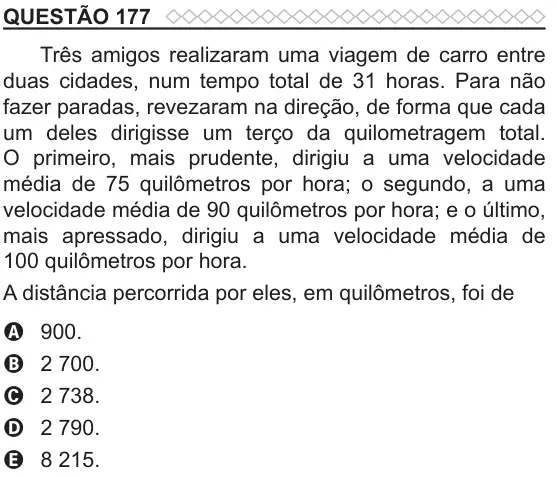 QUESTÃO 177
Três amigos realizaram uma viagem de carro entre
duas cidades, num tempo total de 31 horas. Para não
fazer paradas, revezaram na direção, de forma que cada
um deles dirigisse um terço da quilometragem total.
O primeiro, mais prudente, dirigiu a uma velocidade
média de 75 quilômetros por hora; o segundo, a uma
velocidade média de 90 quilômetros por hora; e o último,
mais apressado, dirigiu a uma velocidade média de
100 quilômetros por hora.
A distância percorrida por eles, em quilômetros, foi de
A 900.
B 2 700.
C 2 738.
D 2 790.
E 8 215.